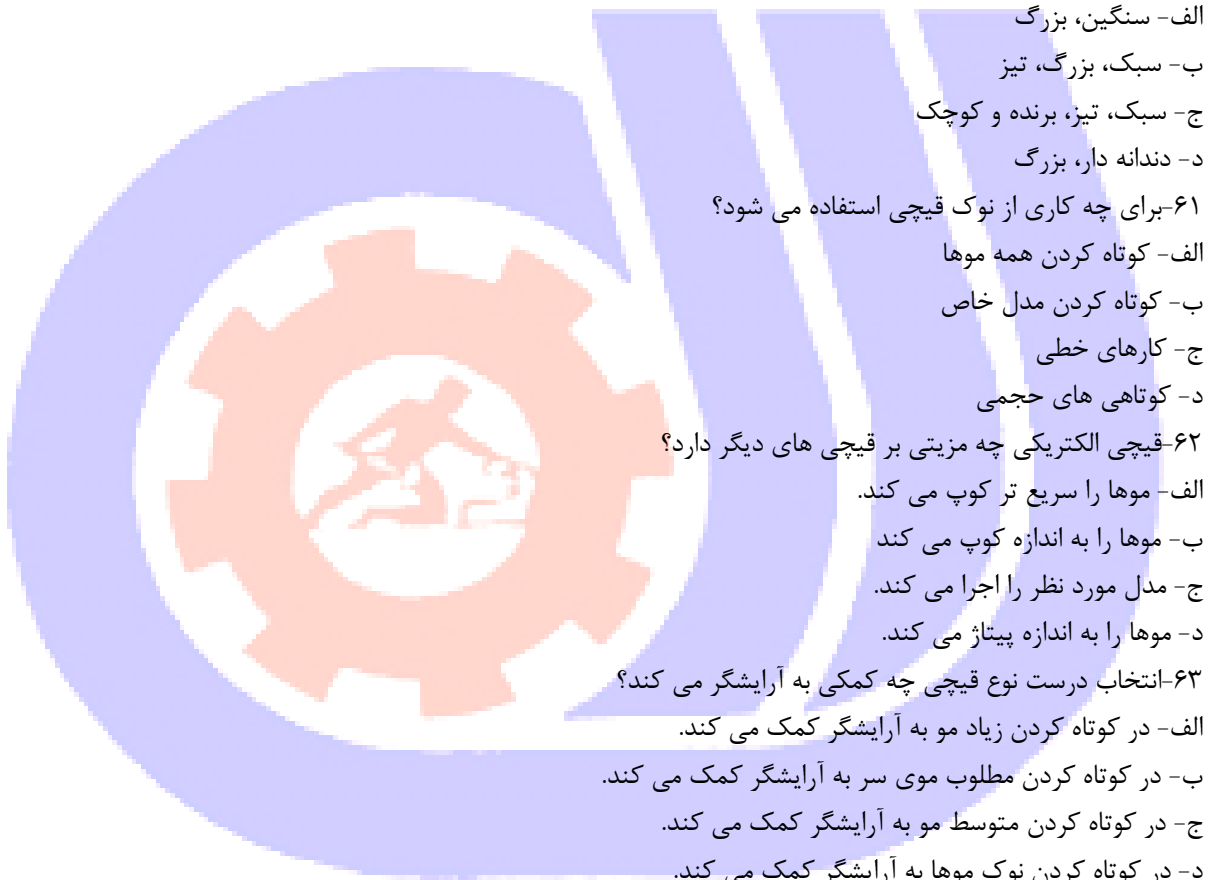 الف- سنگین، بزرگ
ب- سبک، بزرگ، تیز
ج- سبک، تیز، برنده و کوچک
د- دندانه دار، بزرگ
۶۱-برای چه کاری از نوک قیچی استفاده می شود؟
الف- کوتاه کردن همه موها
ب- کوتاه کردن مدل خاص
ج- کارهای خطی
د- کوتاهی های حجمی
۶۲-قیچی الکتریکی چه مزیتی بر قیچی های دیگر دارد؟
الف- موها را سریع تر کوپ می کند.
ب- موها را به اندازه کوپ می کند
ج- مدل مورد نظر را اجرا می کند.
د- موها را به اندازه پیتاژ می کند.
۶۳-انتخاب درست نوع قیچی چه کمکی به آرایشگر می کند؟
الف- در کوتاه کردن زیاد مو به آرایشگر کمک می کند.
ب- در کوتاه کردن مطلوب موی سر به آرایشگر کمک می کند.
ج- در کوتاه کردن متوسط مو به آرایشگر کمک می کند.
د- در کوتاه کردن نوک موها به آرایشگر کمک می کند.